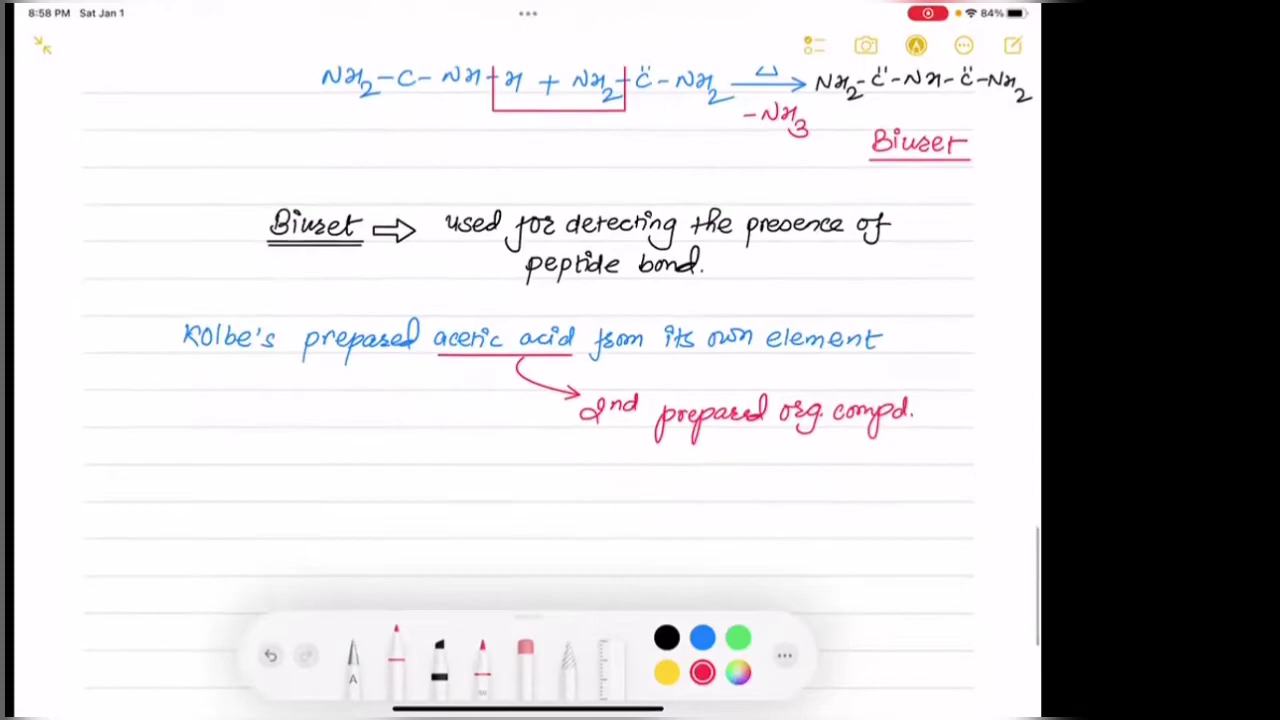 8:58 PM Sat Jan 1
84%
NH2-C-NH-H + NH2-C-NH2 Δ→ NH2-C-NH-C-NH2
-NH3
Biuret
Biuret ⇒ used for detecting the presence of
peptide bond.
Kolbe's prepared acetic acid from its own element
2nd prepared org. compd.
A